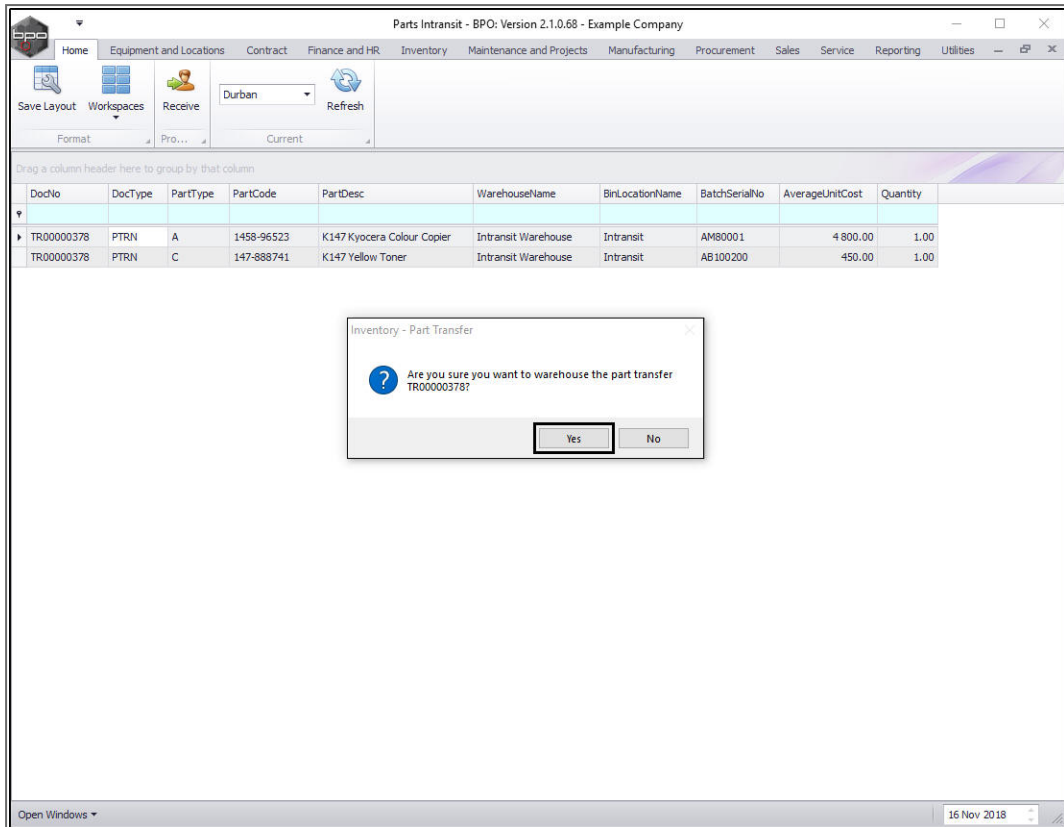 Parts Intransit - BPO: Version 2.1.0.68 - Example Company
bpo
Home Equipment and Locations Contract Finance and HR Inventory Maintenance and Projects Manufacturing Procurement Sales Service Reporting Utilities
Save Layout Workspaces Receive Durban Refresh
Format Pro... Current
Drag a column header here to group by that column
DocNo DocType PartType PartCode PartDesc WarehouseName BinLocationName BatchSerialNo AverageUnitCost Quantity
TR00000378 PTRN A 1458-96523 K147 Kyocera Colour Copier Intransit Warehouse Intransit AM80001 4 800.00 1.00
TR00000378 PTRN C 147-888741 K147 Yellow Toner Intransit Warehouse Intransit AB100200 450.00 1.00
Inventory - Part Transfer
Are you sure you want to warehouse the part transfer
TR00000378?
Yes No
Open Windows 16 Nov 2018